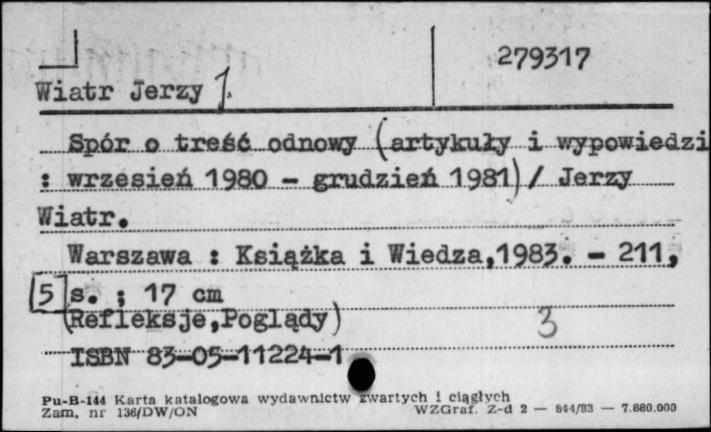 279317
Wiatr Jerzy J.
Spór o treść odnowy (artykuły i wypowiedzi
: wrzesień 1980 - grudzień 1981) / Jerzy
Wiatr.
Warszawa : Książka i Wiedza,1983. - 211,
[5] s. ; 17 cm
(Refleksje,Poglądy)
3
ISBN 83-05-11224-1
Pu-B-144 Karta katalogowa wydawnictw zwartych i ciągłych
Zam. nr 136/DW/ON WZGraf. Z-d 2 — 844/83 — 7.880.000